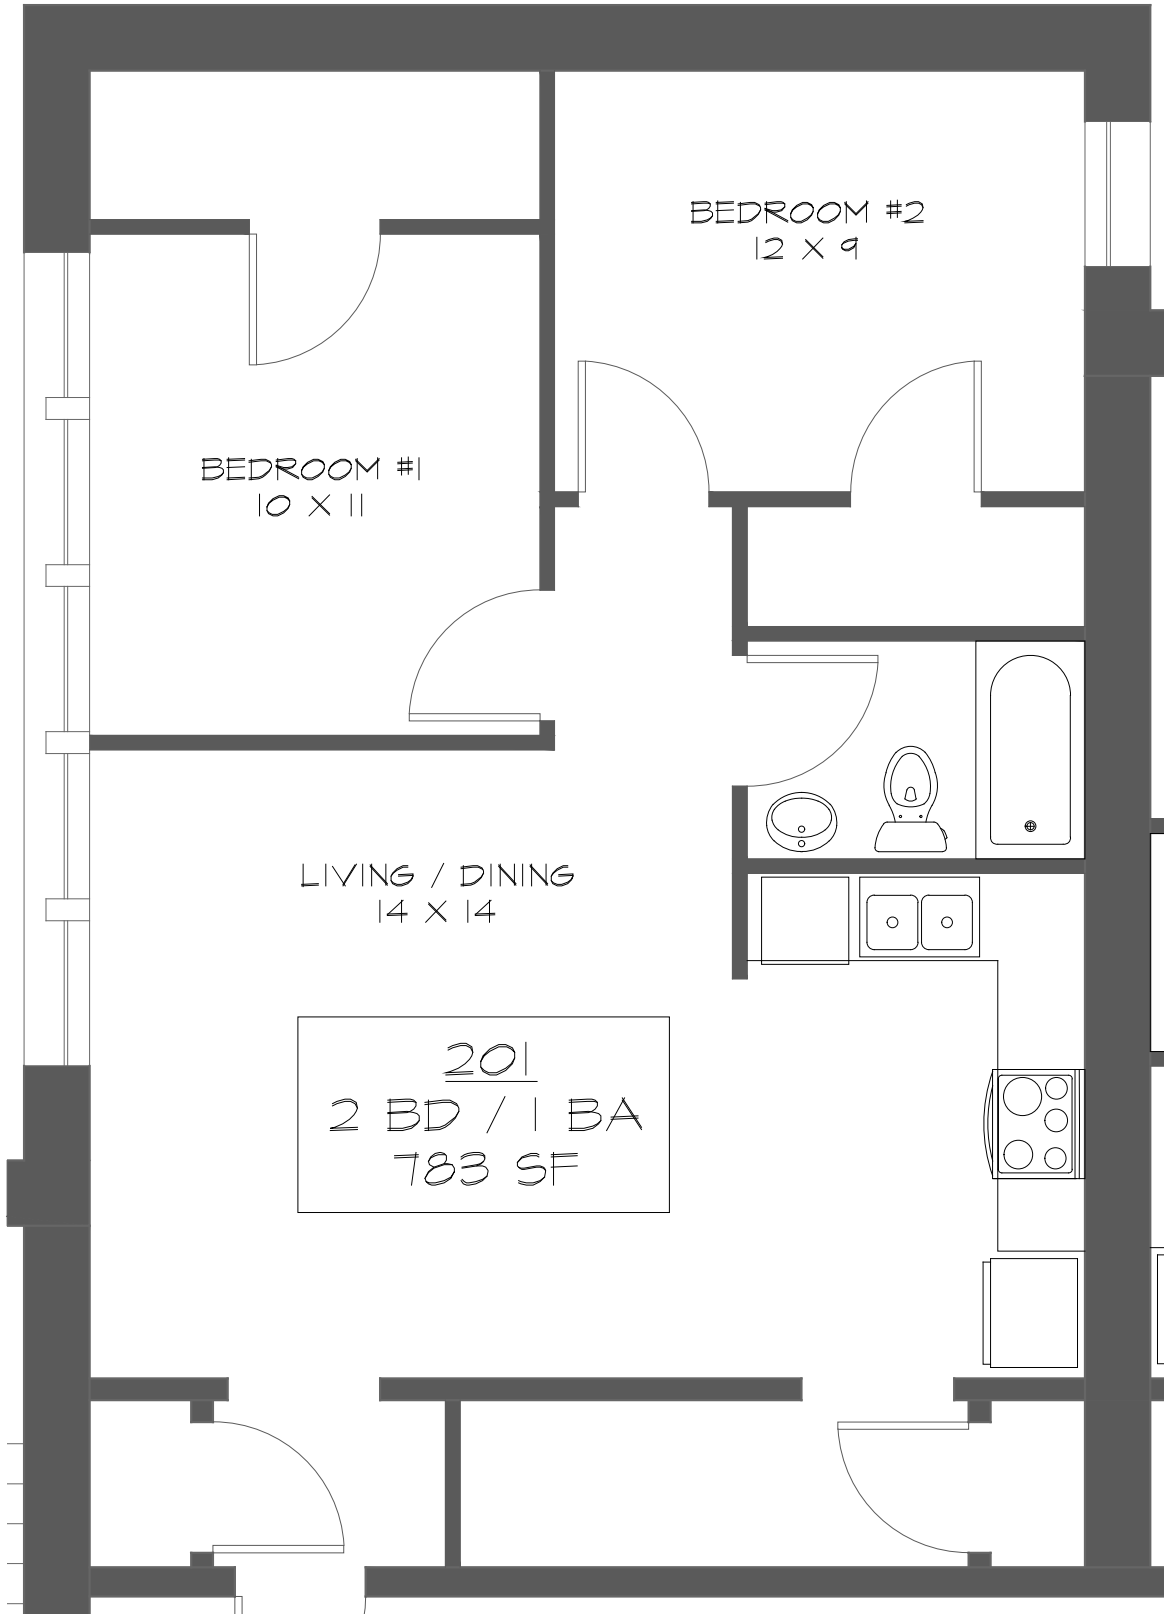 BEDROOM #2
12 X 9
BEDROOM #1
10 X 11
LIVING / DINING
14 X 14
201
2 BD / 1 BA
783 SF